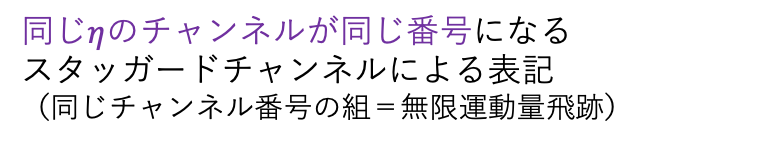 同じηのチャンネルが同じ番号になる
スタッガードチャンネルによる表記
（同じチャンネル番号の組＝無限運動量飛跡）